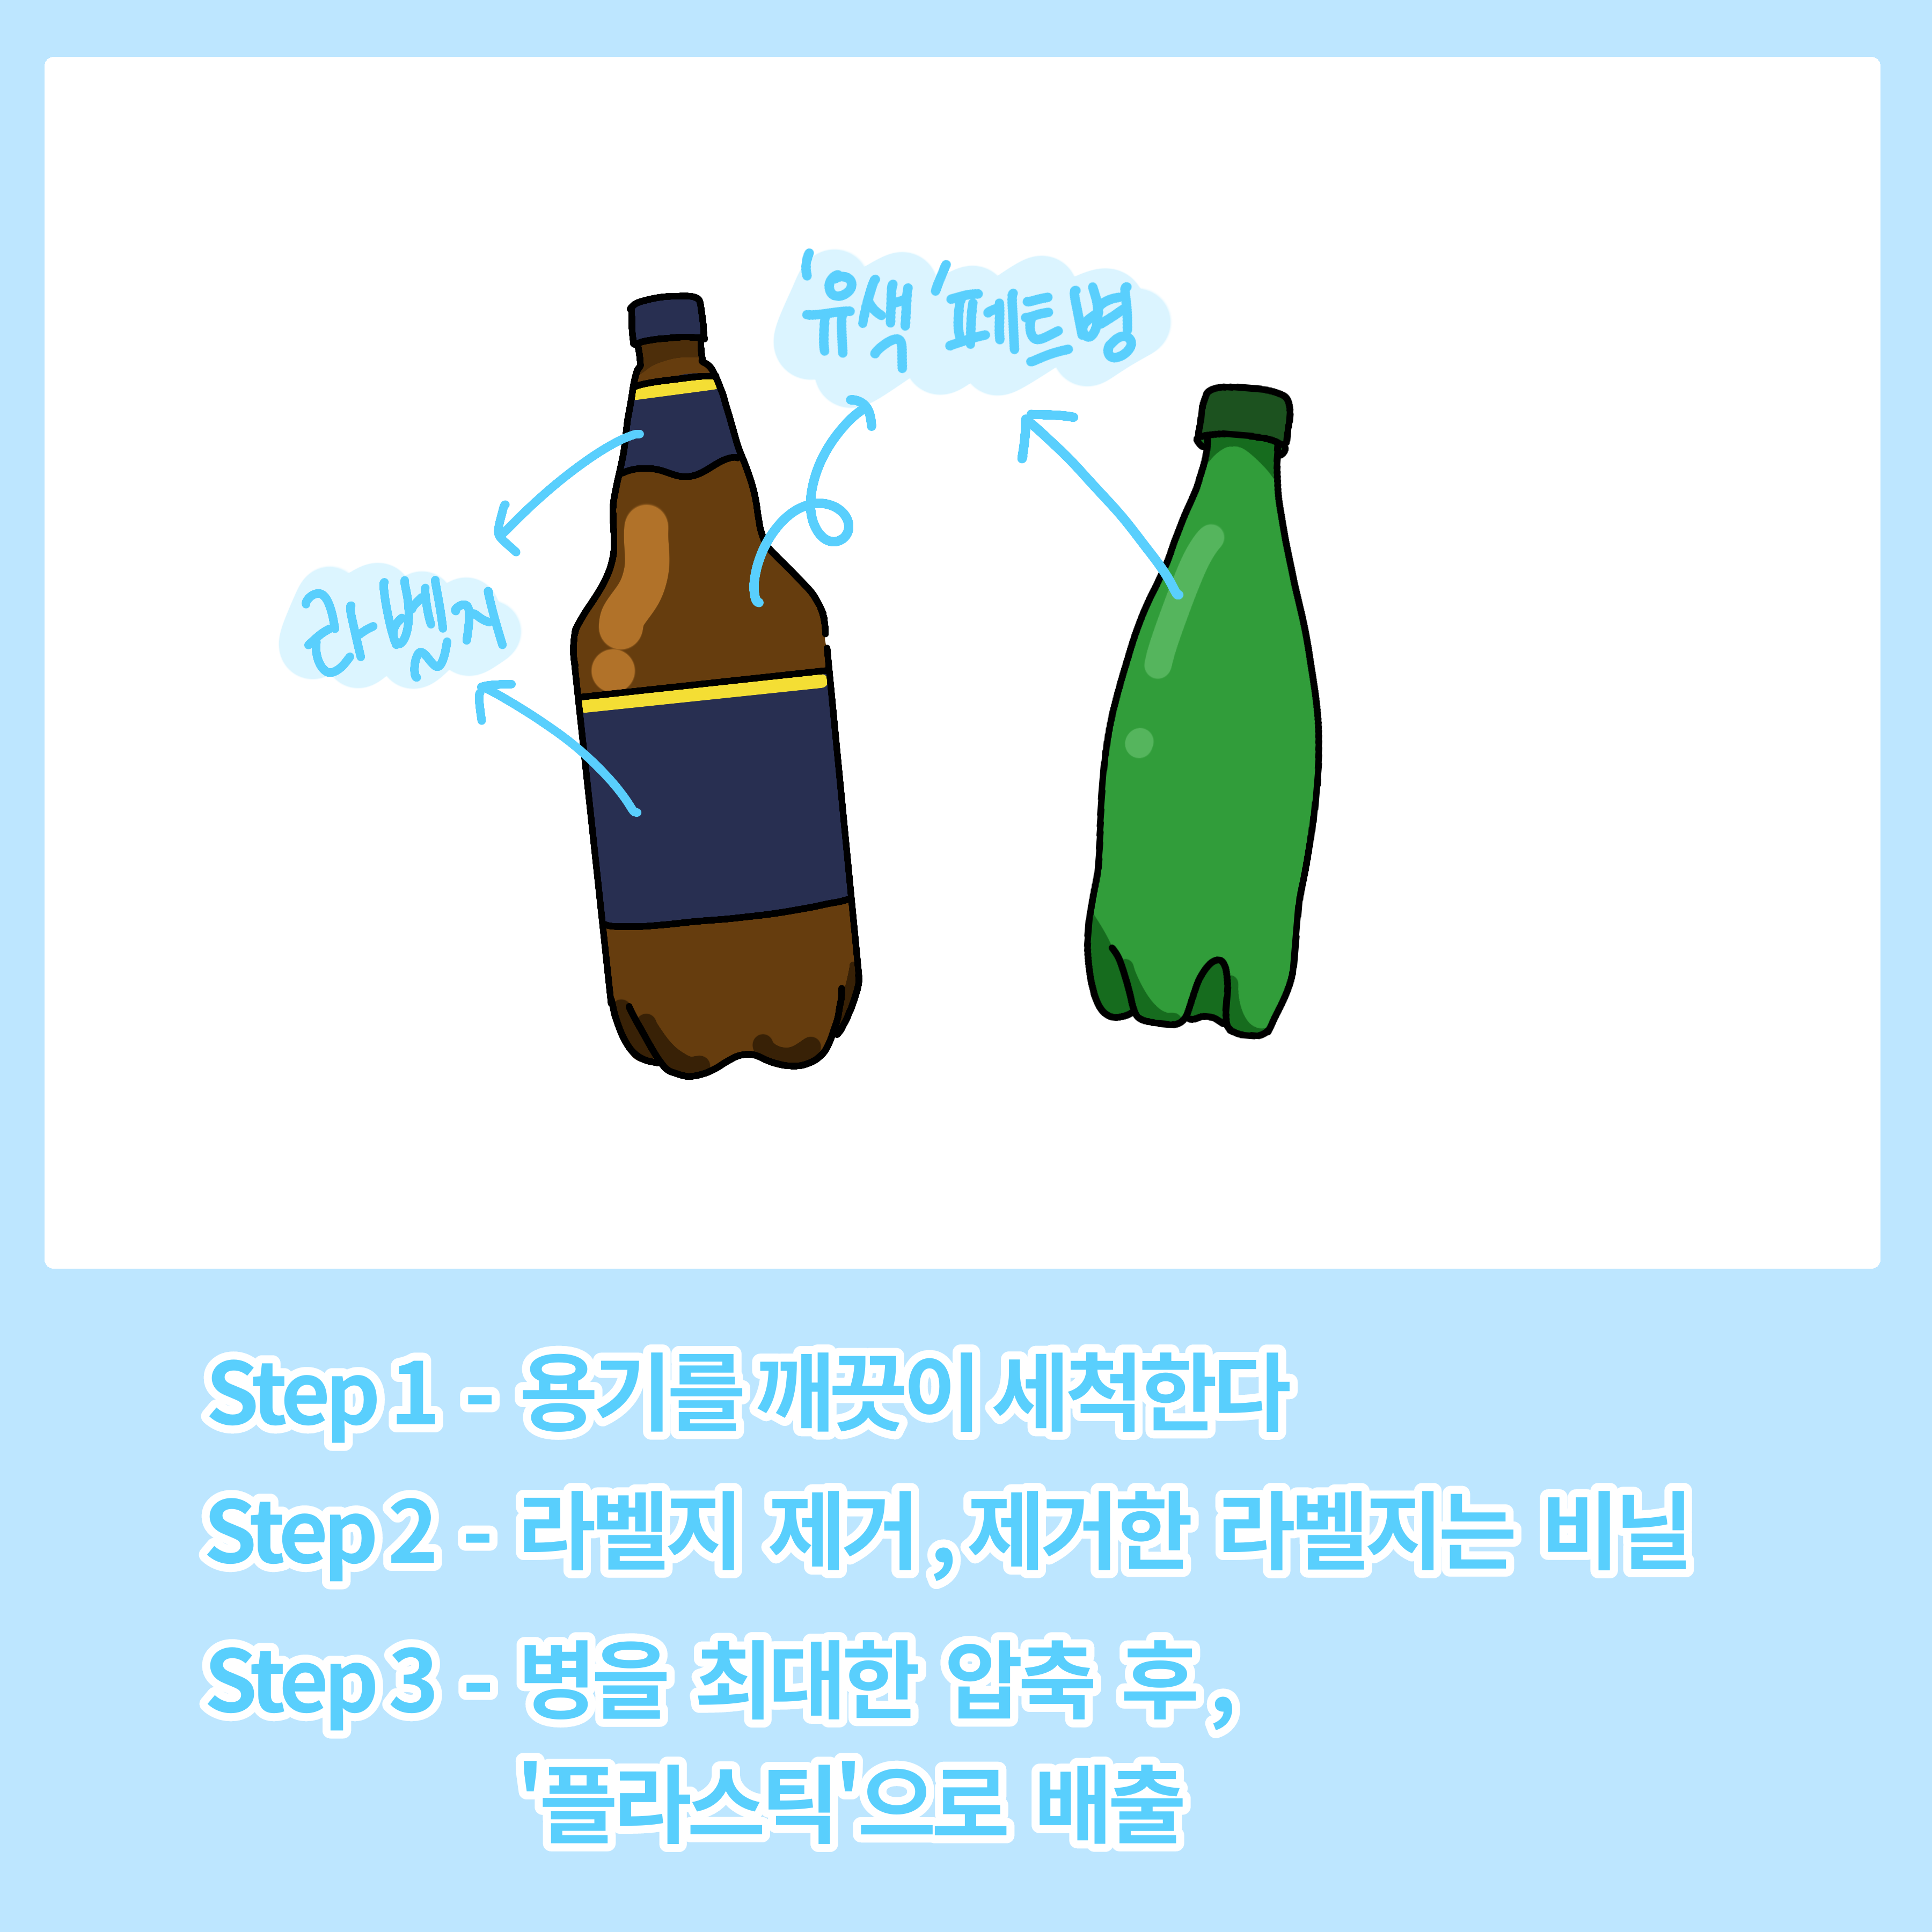 '유색' 페트병
라벨지
Step 1 - 용기를 깨끗이 세척한다
Step 2 - 라벨지 제거, 제거한 라벨지는 비닐
Step 3 - 병을 최대한 압축 후,
'플라스틱'으로 배출